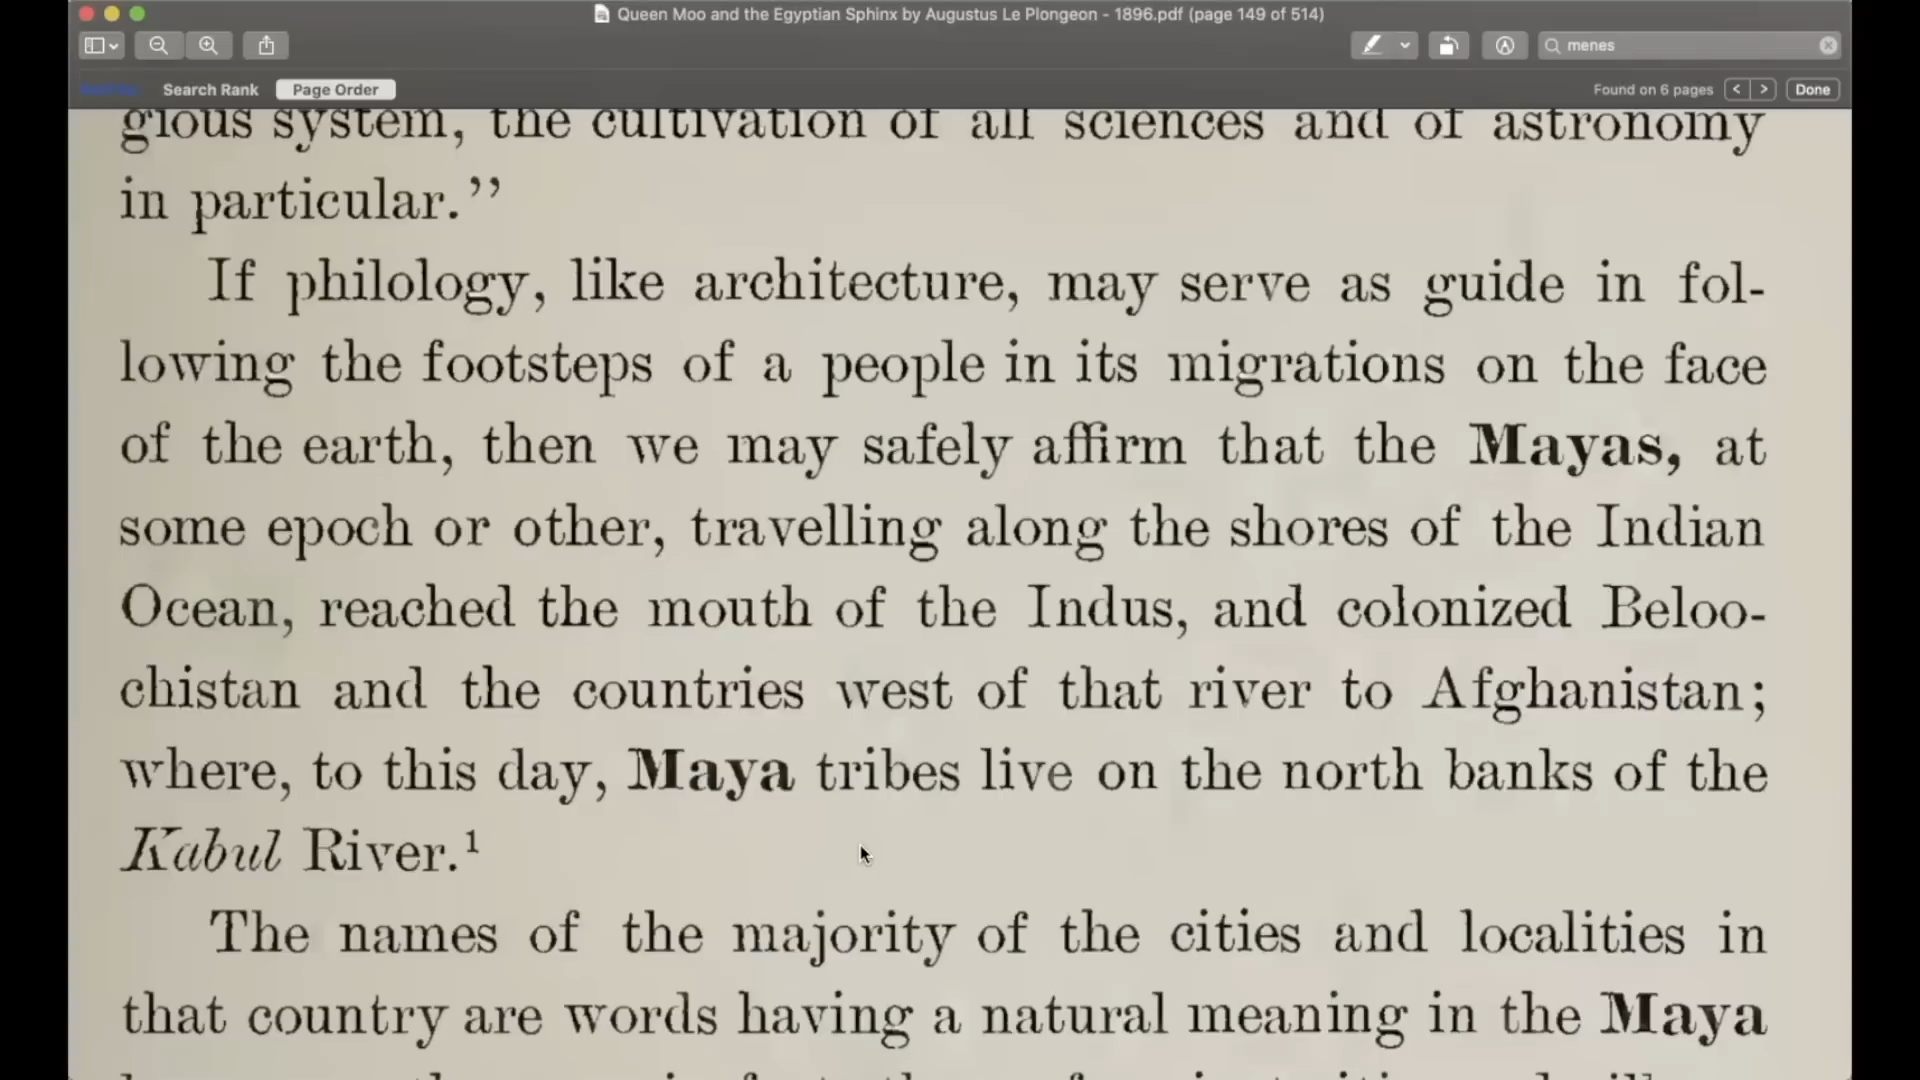 Queen Moo and the Egyptian Sphinx by Augustus Le Plongeon - 1896.pdf (page 149 of 514)
menes
Search Rank Page Order Found on 6 pages < > Done
gious system, the cultivation of all sciences and of astronomy
in particular.”
If philology, like architecture, may serve as guide in fol-
lowing the footsteps of a people in its migrations on the face
of the earth, then we may safely affirm that the Mayas, at
some epoch or other, travelling along the shores of the Indian
Ocean, reached the mouth of the Indus, and colonized Beloo-
chistan and the countries west of that river to Afghanistan;
where, to this day, Maya tribes live on the north banks of the
Kabul River.¹
The names of the majority of the cities and localities in
that country are words having a natural meaning in the Maya